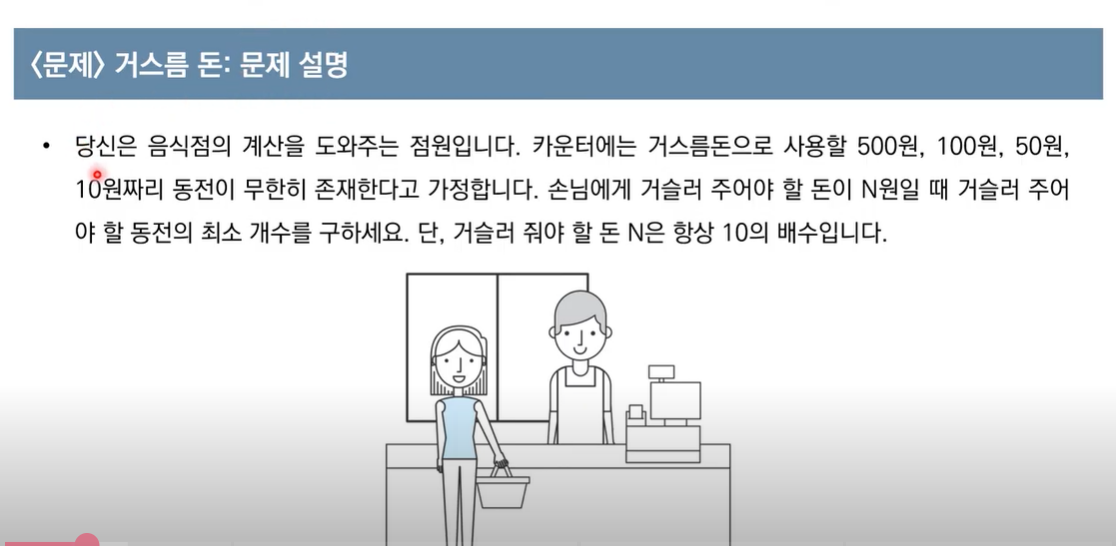 〈문제〉 거스름 돈: 문제 설명
• 당신은 음식점의 계산을 도와주는 점원입니다. 카운터에는 거스름돈으로 사용할 500원, 100원, 50원,
10원짜리 동전이 무한히 존재한다고 가정합니다. 손님에게 거슬러 주어야 할 돈이 N원일 때 거슬러 주어
야 할 동전의 최소 개수를 구하세요. 단, 거슬러 줘야 할 돈 N은 항상 10의 배수입니다.